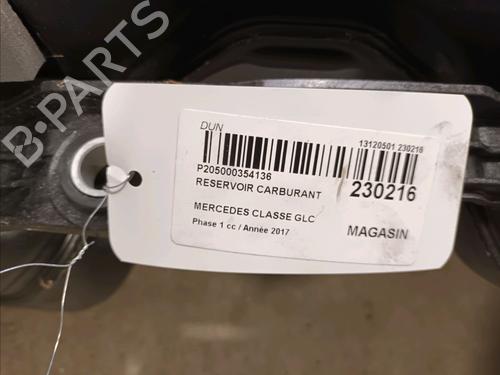 B-PARTS
DUN
13120501 230216
P205000354136
RESERVOIR CARBURANT
230216
MERCEDES CLASSE GLC
Phase 1 cc / Année 2017
MAGASIN